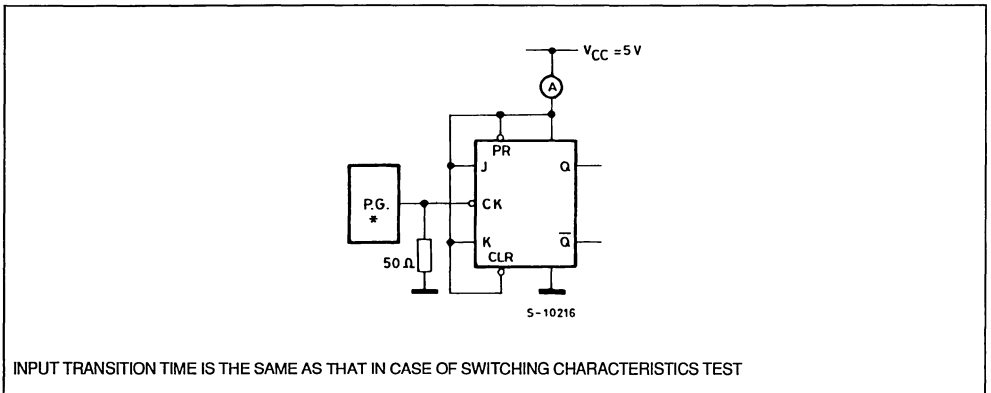 VCC = 5 V
A
PR
J Q
P.G. CK
*
K Q̅
CLR
50 Ω
S-10216
INPUT TRANSITION TIME IS THE SAME AS THAT IN CASE OF SWITCHING CHARACTERISTICS TEST